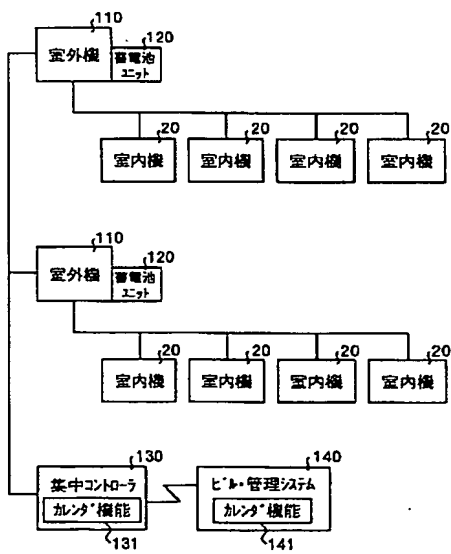 110
120
室外機
蓄電池
ユニット
20 20 20 20
室内機 室内機 室内機 室内機
110
120
室外機
蓄電池
ユニット
20 20 20 20
室内機 室内機 室内機 室内機
130 140
集中コントローラ ビル・管理システム
カレンダ機能 カレンダ機能
131 141